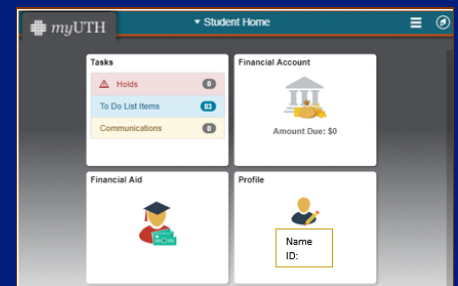 myUTH
Student Home
Tasks
Holds 0
To Do List Items 83
Communications 0
Financial Account
Amount Due: $0
Financial Aid
Profile
Name
ID: